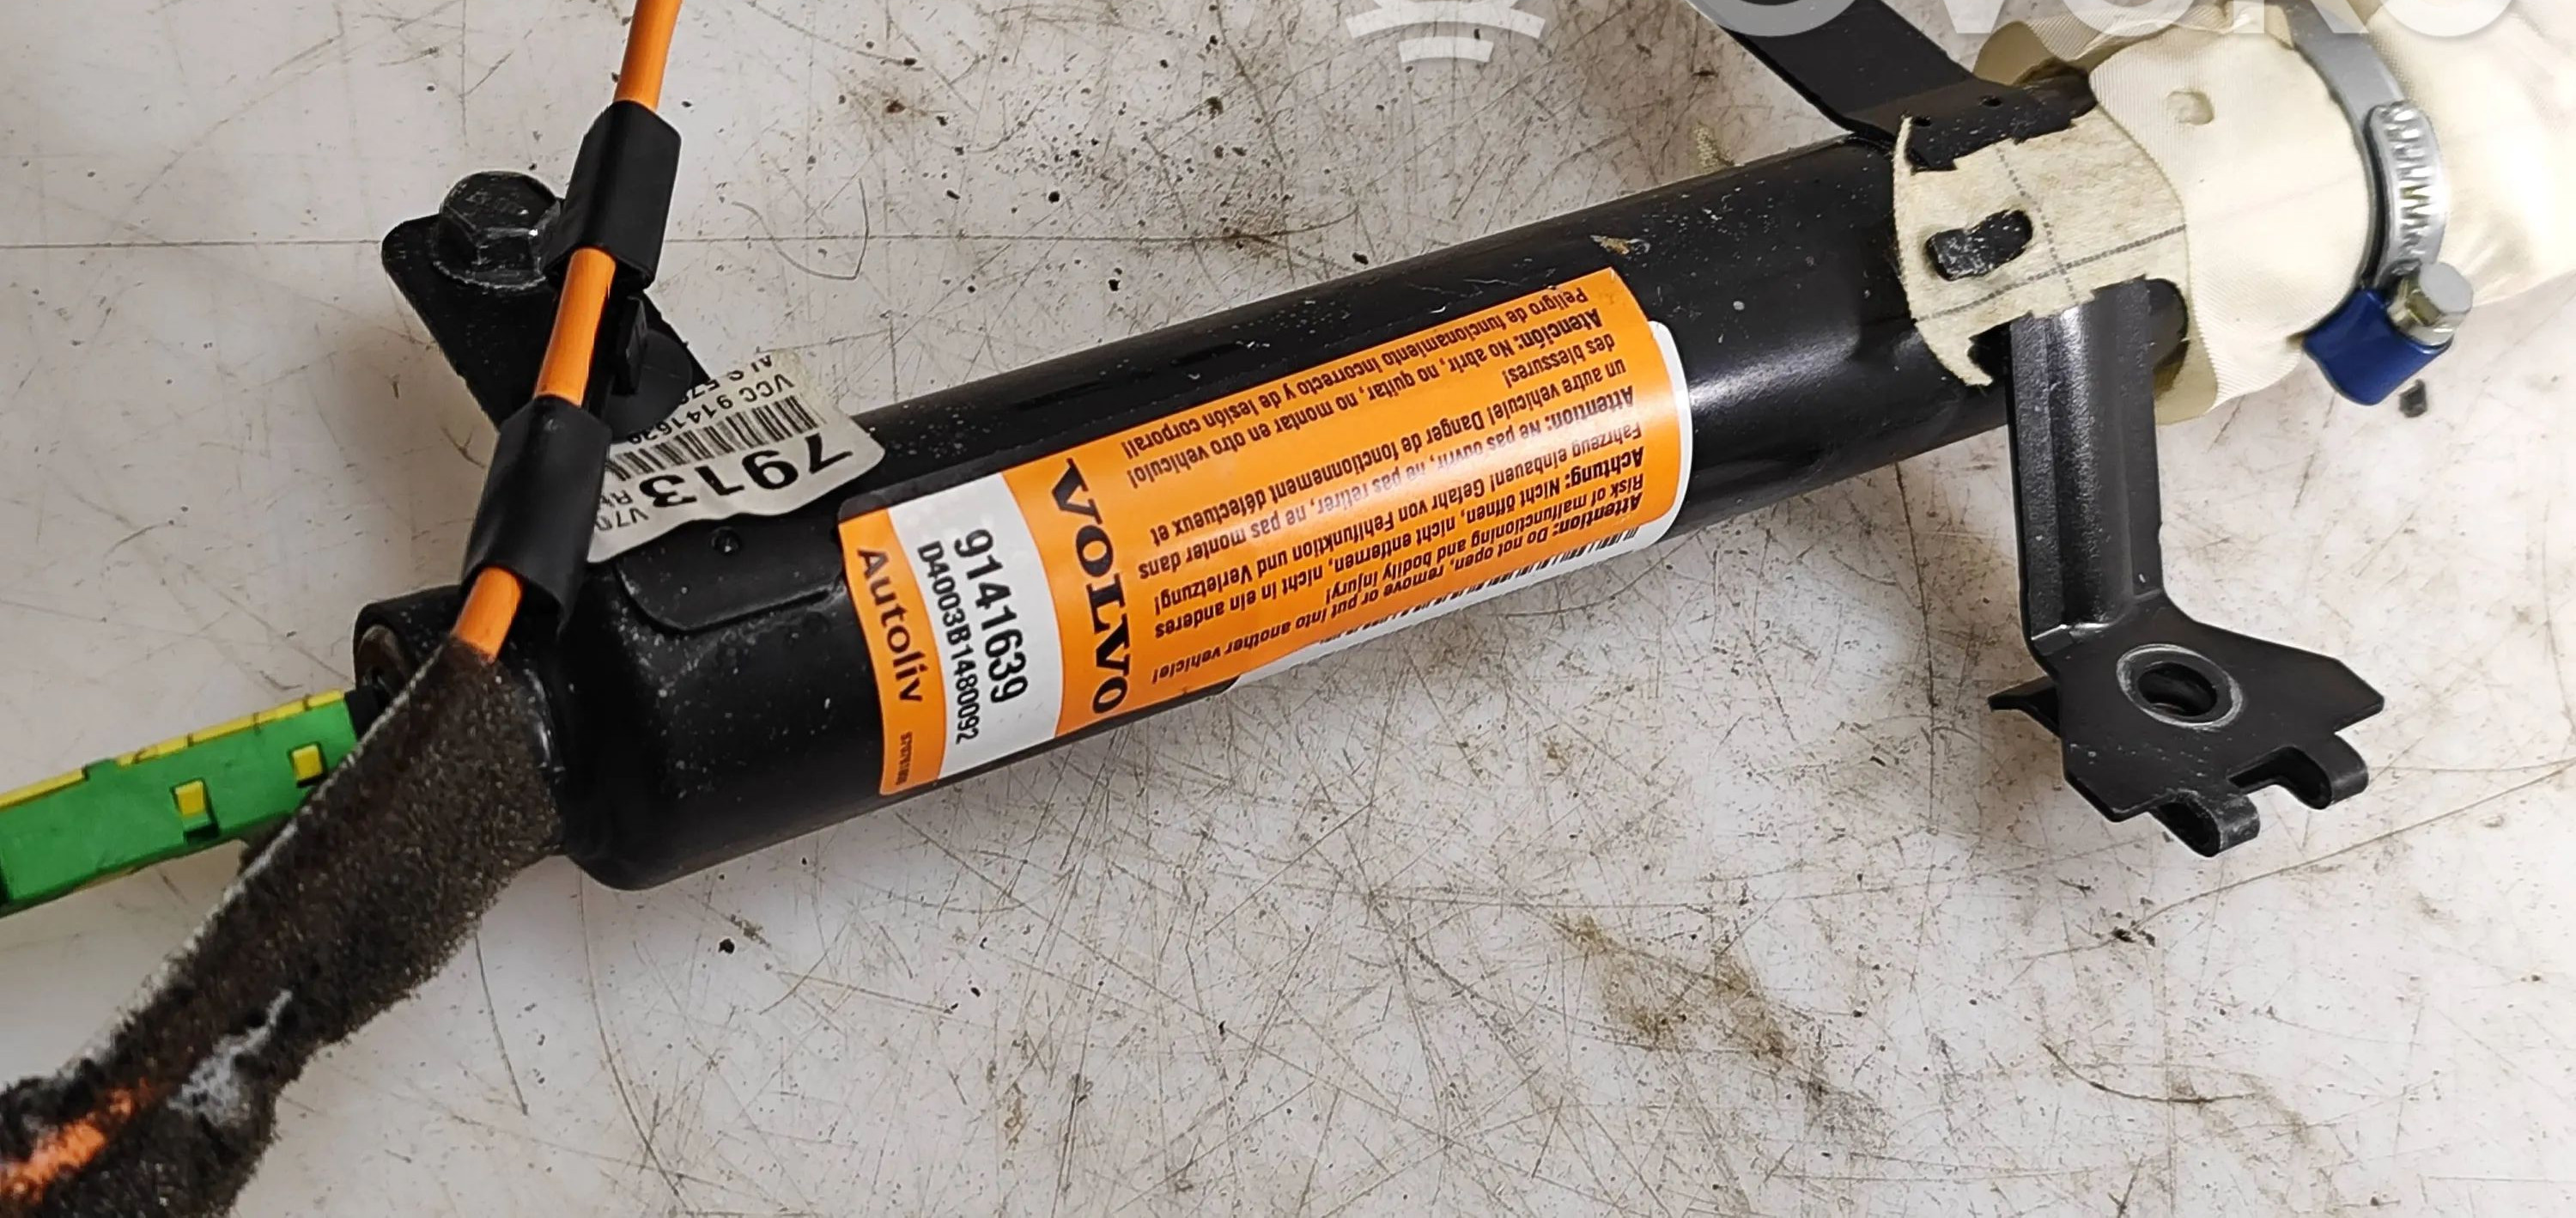 VOLVO
9141639
D4003B1480092
Autoliv
Attention: Do not open, remove or put into another vehicle!
Risk of malfunctioning and bodily injury!
Achtung: Nicht öffnen, nicht entfernen, nicht in ein anderes
Fahrzeug einbauen! Gefahr von Fehlfunktion und Verletzung!
Attention: Ne pas ouvrir, ne pas retirer, ne pas monter dans
un autre véhicule! Danger de fonctionnement défectueux et
des blessures!
Atención: No abrir, no quitar, no montar en otro vehículo!
Peligro de funcionamiento incorrecto y de lesión corporal!
V70
7913
VCC 9141639